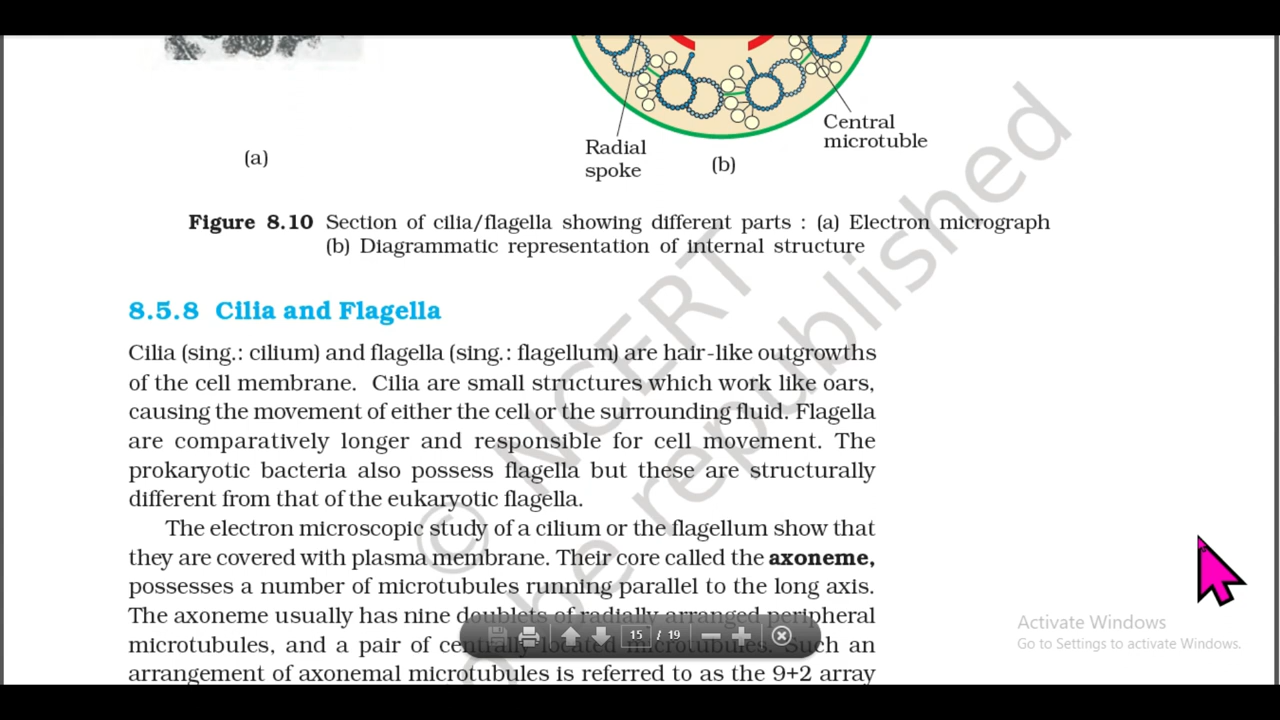 Central
microtuble
Radial
spoke
(a)
(b)
Figure 8.10 Section of cilia/flagella showing different parts : (a) Electron micrograph
(b) Diagrammatic representation of internal structure
8.5.8 Cilia and Flagella
Cilia (sing.: cilium) and flagella (sing.: flagellum) are hair-like outgrowths
of the cell membrane. Cilia are small structures which work like oars,
causing the movement of either the cell or the surrounding fluid. Flagella
are comparatively longer and responsible for cell movement. The
prokaryotic bacteria also possess flagella but these are structurally
different from that of the eukaryotic flagella.
The electron microscopic study of a cilium or the flagellum show that
they are covered with plasma membrane. Their core called the axoneme,
possesses a number of microtubules running parallel to the long axis.
The axoneme usually has nine doublets of radially arranged peripheral
microtubules, and a pair of centrally located microtubules. Such an
arrangement of axonemal microtubules is referred to as the 9+2 array
© NCERT
be republished
15 / 19
Activate Windows
Go to Settings to activate Windows.